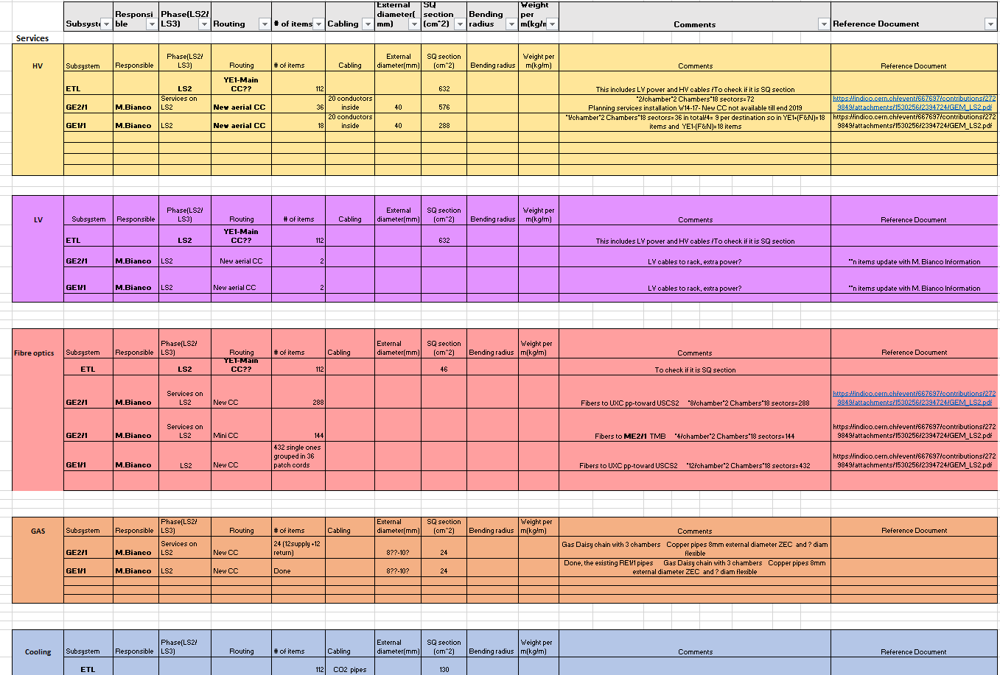 Subsyst Responsible Phase(LS2/LS3) Routing # of items Cabling External diameter(mm) SQ section (cm^2) Bending radius Weight per m(kg/m Comments Reference Document
Services
HV Subsystem Responsible Phase(LS2/LS3) Routing # of items Cabling External diameter(mm) SQ section (cm^2) Bending radius Weight per m(kg/m) Comments Reference Document
ETL LS2 YE1-Main CC?? 112 632 This includes LV power and HV cables /To check if it is SQ section
GE2/1 M.Bianco Services on LS2 New aerial CC 36 20 conductors inside 40 576 "2/chamber*2 Chambers*18 sectors=72
Planning services installation W14-17- New CC not available till end 2019 https://indico.cern.ch/event/667697/contributions/2729849/attachments/1530256/2394724/GEM_LS2.pdf
GE1/1 M.Bianco LS2 New aerial CC 18 20 conductors inside 40 288 "1/chamber*2 Chambers*18 sectors=36 in total/4= 9 per destination so in YE1+(F&N)=18 items and YE1-(F&N)=18 items https://indico.cern.ch/event/667697/contributions/2729849/attachments/1530256/2394724/GEM_LS2.pdf
LV Subsystem Responsible Phase(LS2/LS3) Routing # of items Cabling External diameter(mm) SQ section (cm^2) Bending radius Weight per m(kg/m) Comments Reference Document
ETL LS2 YE1-Main CC?? 112 632 This includes LV power and HV cables /To check if it is SQ section
GE2/1 M.Bianco LS2 New aerial CC 2 LV cables to rack, extra power? **n items update with M. Bianco Information
GE1/1 M.Bianco LS2 New aerial CC 2 LV cables to rack, extra power? **n items update with M. Bianco Information
Fibre optics Subsystem Responsible Phase(LS2/LS3) Routing # of items Cabling External diameter(mm) SQ section (cm^2) Bending radius Weight per m(kg/m) Comments Reference Document
ETL LS2 YE1-Main CC?? 112 46 To check if it is SQ section
GE2/1 M.Bianco Services on LS2 New CC 288 Fibers to UXC pp-toward USCS2 "8/chamber*2 Chambers*18 sectors=288 https://indico.cern.ch/event/667697/contributions/2729849/attachments/1530256/2394724/GEM_LS2.pdf
GE2/1 M.Bianco Services on LS2 Mini CC 144 Fibers to ME2/1 TMB "4/chamber*2 Chambers*18 sectors=144 https://indico.cern.ch/event/667697/contributions/2729849/attachments/1530256/2394724/GEM_LS2.pdf
GE1/1 M.Bianco LS2 New CC 432 single ones grouped in 36 patch cords Fibers to UXC pp-toward USCS2 "12/chamber*2 Chambers*18 sectors=432 https://indico.cern.ch/event/667697/contributions/2729849/attachments/1530256/2394724/GEM_LS2.pdf
GAS Subsystem Responsible Phase(LS2/LS3) Routing # of items Cabling External diameter(mm) SQ section (cm^2) Bending radius Weight per m(kg/m) Comments Reference Document
GE2/1 M.Bianco Services on LS2 New CC 24 (12supply +12 return) 8??-10? 24 Gas Daisy chain with 3 chambers Copper pipes 8mm external diameter ZEC and ? diam flexible
GE1/1 M.Bianco LS2 New CC Done 8??-10? 24 Done, the existing RE1/1 pipes Gas Daisy chain with 3 chambers Copper pipes 8mm external diameter ZEC and ? diam flexible
Cooling Subsystem Responsible Phase(LS2/LS3) Routing # of items Cabling External diameter(mm) SQ section (cm^2) Bending radius Weight per m(kg/m) Comments Reference Document
ETL 112 CO2 pipes 130